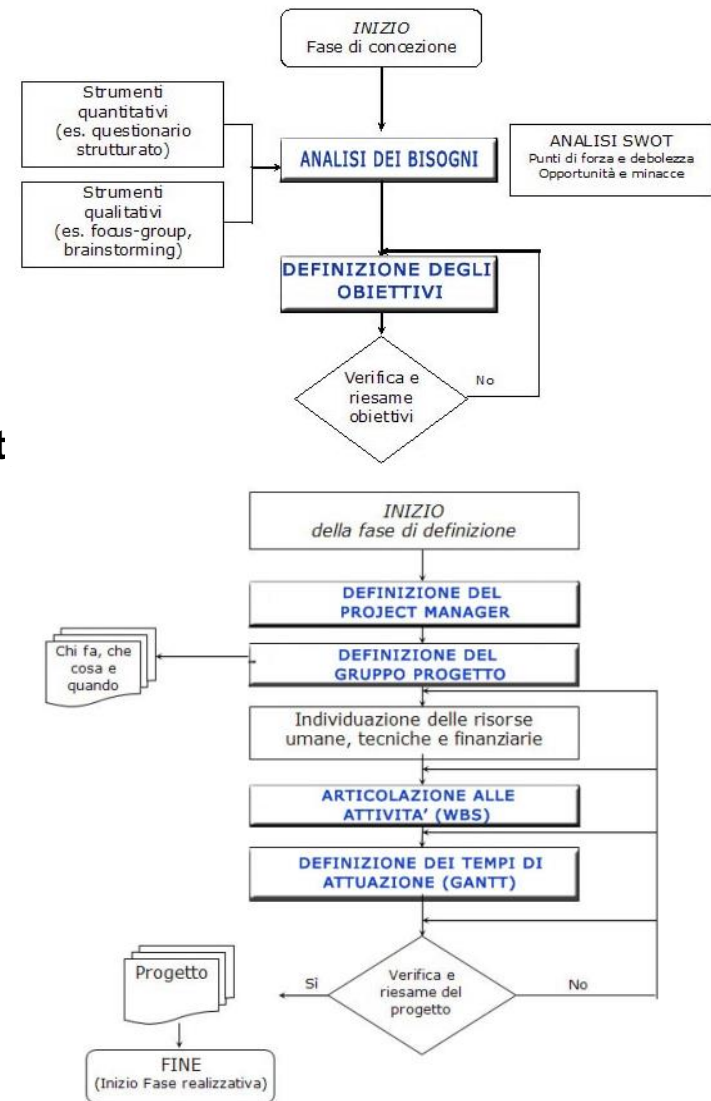 INIZIO
Fase di concezione
Strumenti
quantitativi
(es. questionario
strutturato)
ANALISI DEI BISOGNI
ANALISI SWOT
Punti di forza e debolezza
Opportunità e minacce
Strumenti
qualitativi
(es. focus-group,
brainstorming)
DEFINIZIONE DEGLI
OBIETTIVI
Verifica e
riesame
obiettivi
No
t
INIZIO
della fase di definizione
DEFINIZIONE DEL
PROJECT MANAGER
Chi fa, che
cosa e
quando
DEFINIZIONE DEL
GRUPPO PROGETTO
Individuazione delle risorse
umane, tecniche e finanziarie
ARTICOLAZIONE ALLE
ATTIVITA' (WBS)
DEFINIZIONE DEI TEMPI DI
ATTUAZIONE (GANTT)
Verifica e
riesame del
progetto
Sì
No
Progetto
FINE
(Inizio Fase realizzativa)